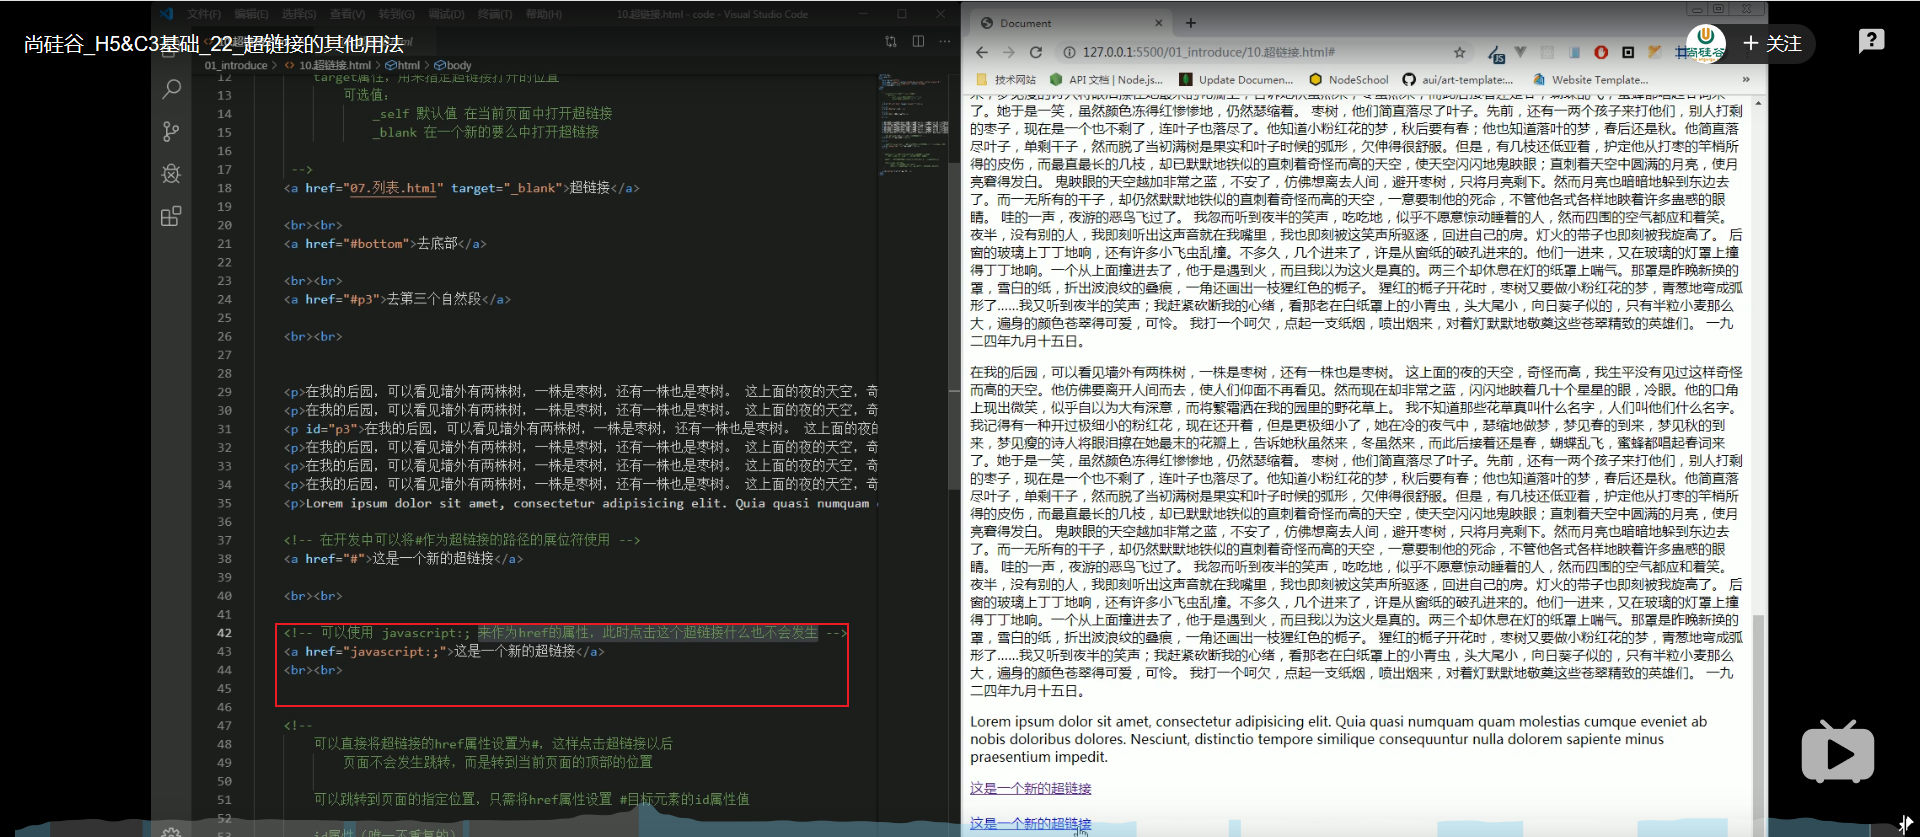 文件(F) 编辑(E) 选择(S) 查看(V) 转到(G) 调试(D) 终端(T) 帮助(H) 10.超链接.html - code - Visual Studio Code
尚硅谷_H5&C3基础_22_超链接的其他用法
01_introduce > 10.超链接.html > html > body
12 target属性，用来指定超链接打开的位置
13 可选值：
14 _self 默认值 在当前页面中打开超链接
15 _blank 在一个新的要么中打开超链接
16
17 -->
18 <a href="07.列表.html" target="_blank">超链接</a>
19
20 <br><br>
21 <a href="#bottom">去底部</a>
22
23 <br><br>
24 <a href="#p3">去第三个自然段</a>
25
26 <br><br>
27
28
29 <p>在我的后园，可以看见墙外有两株树，一株是枣树，还有一株也是枣树。 这上面的夜的天空，奇
30 <p>在我的后园，可以看见墙外有两株树，一株是枣树，还有一株也是枣树。 这上面的夜的天空，奇
31 <p id="p3">在我的后园，可以看见墙外有两株树，一株是枣树，还有一株也是枣树。 这上面的夜的
32 <p>在我的后园，可以看见墙外有两株树，一株是枣树，还有一株也是枣树。 这上面的夜的天空，奇
33 <p>在我的后园，可以看见墙外有两株树，一株是枣树，还有一株也是枣树。 这上面的夜的天空，奇
34 <p>在我的后园，可以看见墙外有两株树，一株是枣树，还有一株也是枣树。 这上面的夜的天空，奇
35 <p>Lorem ipsum dolor sit amet, consectetur adipisicing elit. Quia quasi numquam
36
37 <!-- 在开发中可以将#作为超链接的路径的展位符使用 -->
38 <a href="#">这是一个新的超链接</a>
39
40 <br><br>
41
42 <!-- 可以使用 javascript:; 来作为href的属性，此时点击这个超链接什么也不会发生 -->
43 <a href="javascript:;">这是一个新的超链接</a>
44 <br><br>
45
46
47 <!--
48 可以直接将超链接的href属性设置为#，这样点击超链接以后
49 页面不会发生跳转，而是转到当前页面的顶部的位置
50
51 可以跳转到页面的指定位置，只需将href属性设置 #目标元素的id属性值
52
53 id属性（唯一不重复的）
Document
127.0.0.1:5500/01_introduce/10.超链接.html#
尚硅谷
+ 关注
技术网站 API 文档 | Node.js... Update Documen... NodeSchool aui/art-template:... Website Template... »
来，梦见瘦的诗人将眼泪擦在她最末的花瓣上，告诉她秋虽然来，冬虽然来，而此后接着还是春，蝴蝶乱飞，蜜蜂都唱起春词来
了。她于是一笑，虽然颜色冻得红惨惨地，仍然瑟缩着。 枣树，他们简直落尽了叶子。先前，还有一两个孩子来打他们，别人打剩
的枣子，现在是一个也不剩了，连叶子也落尽了。他知道小粉红花的梦，秋后要有春；他也知道落叶的梦，春后还是秋。他简直落
尽叶子，单剩干子，然而脱了当初满树是果实和叶子时候的弧形，欠伸得很舒服。但是，有几枝还低亚着，护定他从打枣的竿梢所
得的皮伤，而最直最长的几枝，却已默默地铁似的直刺着奇怪而高的天空，使天空闪闪地鬼䀹眼；直刺着天空中圆满的月亮，使月
亮窘得发白。 鬼䀹眼的天空越加非常之蓝，不安了，仿佛想离去人间，避开枣树，只将月亮剩下。然而月亮也暗暗地躲到东边去
了。而一无所有的干子，却仍然默默地铁似的直刺着奇怪而高的天空，一意要制他的死命，不管他各式各样地䀹着许多蛊惑的眼
睛。 哇的一声，夜游的恶鸟飞过了。 我忽而听到夜半的笑声，吃吃地，似乎不愿意惊动睡着的人，然而四围的空气都应和着笑。
夜半，没有别的人，我即刻听出这声音就在我嘴里，我也即刻被这笑声所驱逐，回进自己的房。灯火的带子也即刻被我旋高了。 后
窗的玻璃上丁丁地响，还有许多小飞虫乱撞。不多久，几个进来了，许是从窗纸的破孔进来的。他们一进来，又在玻璃的灯罩上撞
得丁丁地响。一个从上面撞进去了，他于是遇到火，而且我以为这火是真的。两三个却休息在灯的纸罩上喘气。那罩是昨晚新换的
罩，雪白的纸，折出波浪纹的叠痕，一角还画出一枝猩红色的栀子。 猩红的栀子开花时，枣树又要做小粉红花的梦，青葱地弯成弧
形了……我又听到夜半的笑声；我赶紧砍断我的心绪，看那老在白纸罩上的小青虫，头大尾小，向日葵子似的，只有半粒小麦那么
大，遍身的颜色苍翠得可爱，可怜。 我打一个呵欠，点起一支纸烟，喷出烟来，对着灯默默地敬奠这些苍翠精致的英雄们。 一九
二四年九月十五日。
在我的后园，可以看见墙外有两株树，一株是枣树，还有一株也是枣树。 这上面的夜的天空，奇怪而高，我生平没有见过这样奇怪
而高的天空。他仿佛要离开人间而去，使人们仰面不再看见。然而现在却非常之蓝，闪闪地䀹着几十个星星的眼，冷眼。他的口角
上现出微笑，似乎自以为大有深意，而将繁霜洒在我的园里的野花草上。 我不知道那些花草真叫什么名字，人们叫他们什么名字。
我记得有一种开过极细小的粉红花，现在还开着，但是更极细小了，她在冷的夜气中，瑟缩地做梦，梦见春的到来，梦见秋的到
来，梦见瘦的诗人将眼泪擦在她最末的花瓣上，告诉她秋虽然来，冬虽然来，而此后接着还是春，蝴蝶乱飞，蜜蜂都唱起春词来
了。她于是一笑，虽然颜色冻得红惨惨地，仍然瑟缩着。 枣树，他们简直落尽了叶子。先前，还有一两个孩子来打他们，别人打剩
的枣子，现在是一个也不剩了，连叶子也落尽了。他知道小粉红花的梦，秋后要有春；他也知道落叶的梦，春后还是秋。他简直落
尽叶子，单剩干子，然而脱了当初满树是果实和叶子时候的弧形，欠伸得很舒服。但是，有几枝还低亚着，护定他从打枣的竿梢所
得的皮伤，而最直最长的几枝，却已默默地铁似的直刺着奇怪而高的天空，使天空闪闪地鬼䀹眼；直刺着天空中圆满的月亮，使月
亮窘得发白。 鬼䀹眼的天空越加非常之蓝，不安了，仿佛想离去人间，避开枣树，只将月亮剩下。然而月亮也暗暗地躲到东边去
了。而一无所有的干子，却仍然默默地铁似的直刺着奇怪而高的天空，一意要制他的死命，不管他各式各样地䀹着许多蛊惑的眼
睛。 哇的一声，夜游的恶鸟飞过了。 我忽而听到夜半的笑声，吃吃地，似乎不愿意惊动睡着的人，然而四围的空气都应和着笑。
夜半，没有别的人，我即刻听出这声音就在我嘴里，我也即刻被这笑声所驱逐，回进自己的房。灯火的带子也即刻被我旋高了。 后
窗的玻璃上丁丁地响，还有许多小飞虫乱撞。不多久，几个进来了，许是从窗纸的破孔进来的。他们一进来，又在玻璃的灯罩上撞
得丁丁地响。一个从上面撞进去了，他于是遇到火，而且我以为这火是真的。两三个却休息在灯的纸罩上喘气。那罩是昨晚新换的
罩，雪白的纸，折出波浪纹的叠痕，一角还画出一枝猩红色的栀子。 猩红的栀子开花时，枣树又要做小粉红花的梦，青葱地弯成弧
形了……我又听到夜半的笑声；我赶紧砍断我的心绪，看那老在白纸罩上的小青虫，头大尾小，向日葵子似的，只有半粒小麦那么
大，遍身的颜色苍翠得可爱，可怜。 我打一个呵欠，点起一支纸烟，喷出烟来，对着灯默默地敬奠这些苍翠精致的英雄们。 一九
二四年九月十五日。
Lorem ipsum dolor sit amet, consectetur adipisicing elit. Quia quasi numquam quam molestias cumque eveniet ab
nobis doloribus dolores. Nesciunt, distinctio tempore similique consequuntur nulla dolorem sapiente minus
praesentium impedit.
这是一个新的超链接
这是一个新的超链接